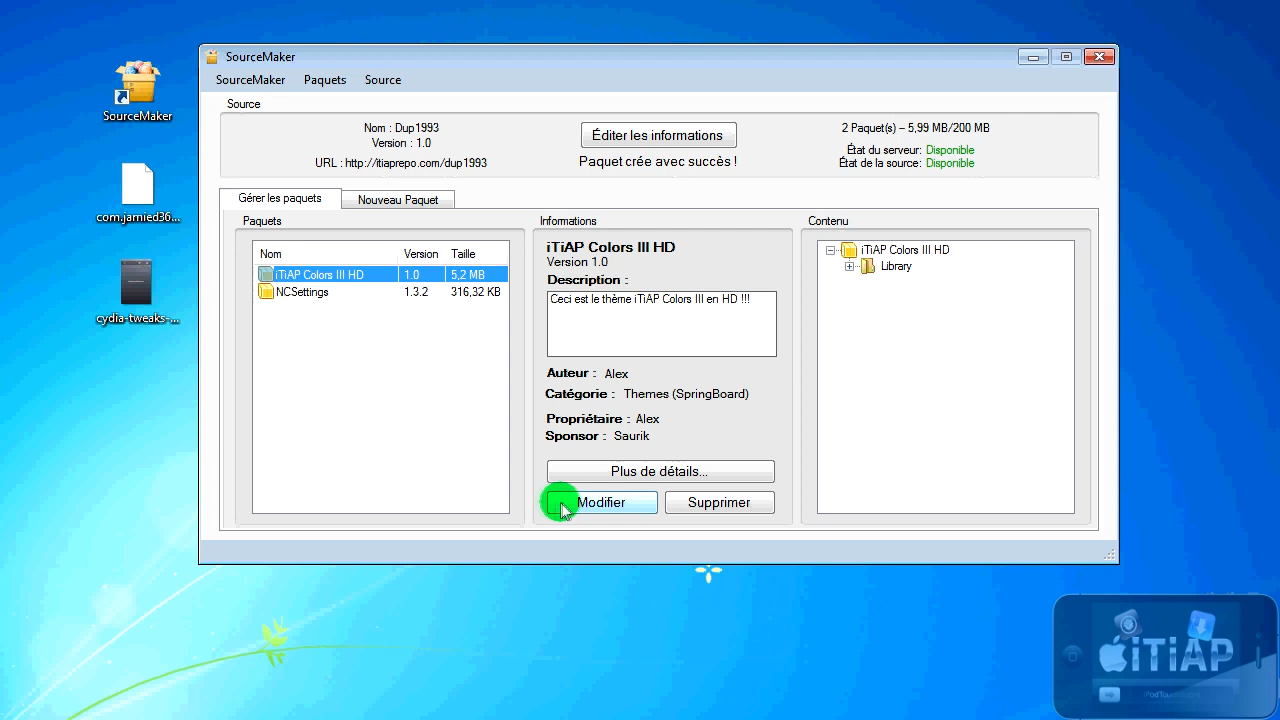 SourceMaker
SourceMaker Paquets Source
Source
Nom : Dup1993
Version : 1.0
URL : http://itiaprepo.com/dup1993
Éditer les informations
Paquet crée avec succès !
2 Paquet(s) – 5,99 MB/200 MB
État du serveur: Disponible
État de la source: Disponible
Gérer les paquets Nouveau Paquet
Paquets
Nom Version Taille
iTiAP Colors III HD 1.0 5,2 MB
NCSettings 1.3.2 316,32 KB
Informations
iTiAP Colors III HD
Version 1.0
Description :
Ceci est le thème iTiAP Colors III en HD !!!
Auteur : Alex
Catégorie : Themes (SpringBoard)
Propriétaire : Alex
Sponsor : Saurik
Plus de détails...
Modifier Supprimer
Contenu
iTiAP Colors III HD
Library
SourceMaker
com.jamied36...
cydia-tweaks-...
iTiAP